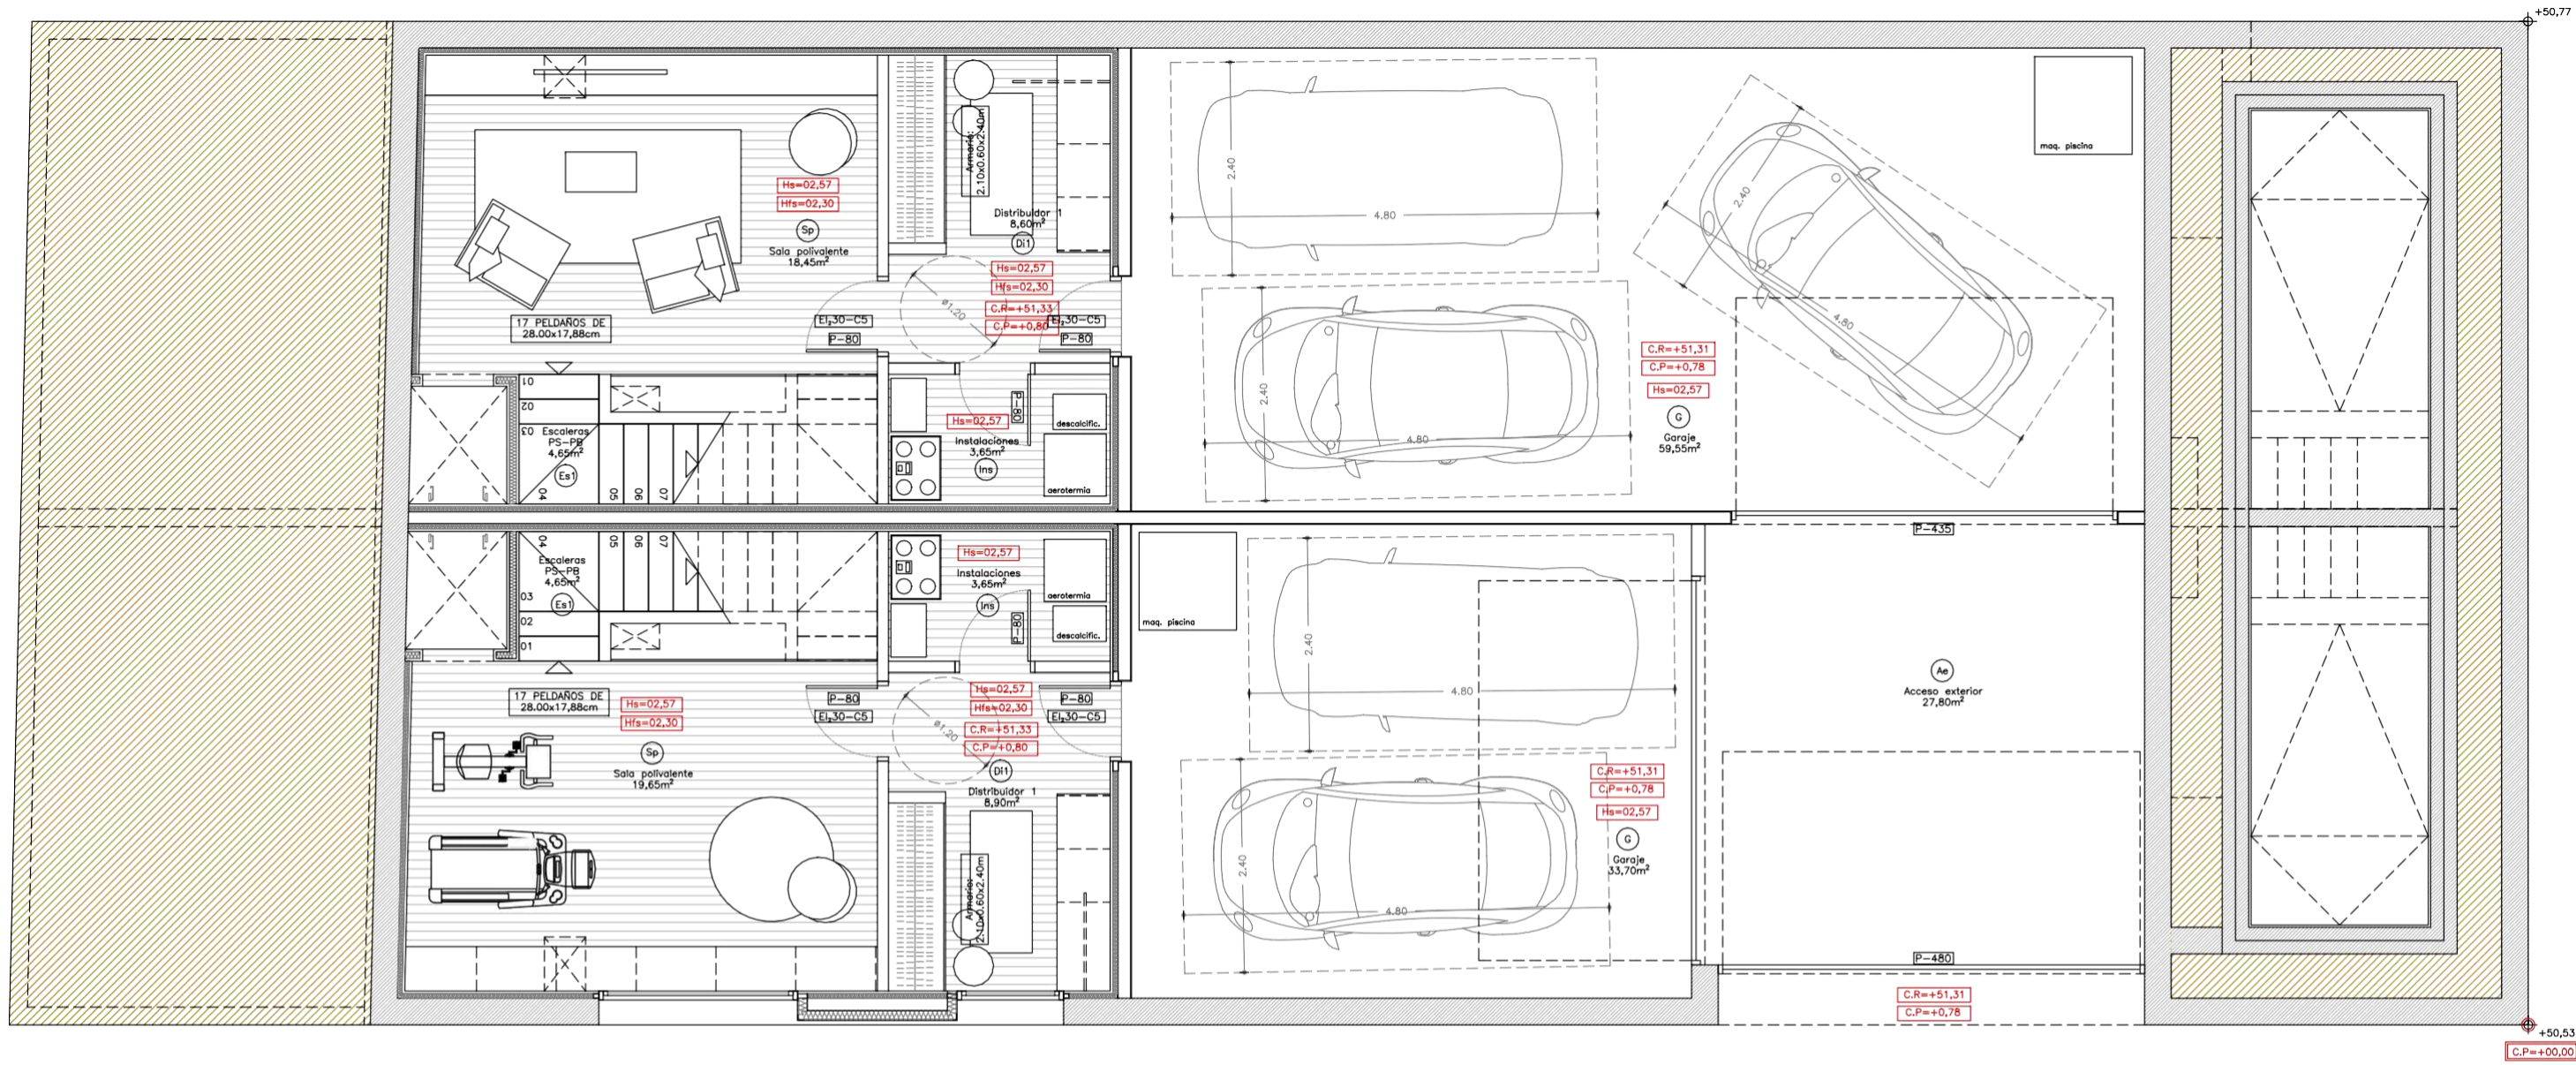 +50,77
maq. piscina
Armario:
2.10x0.60x2.40m
2.40
4.80
2.40
4.80
Hs=02,57
Hfs=02,30
Sp
Sala polivalente
18,45m²
Distribuidor 1
8,60m²
Di1
Hs=02,57
Hfs=02,30
C.R=+51,33
C.P=+0,80
ø1.20
17 PELDAÑOS DE
28.00x17,88cm
EI₂30-C5
P-80
EI₂30-C5
P-80
C.R=+51,31
C.P=+0,78
Hs=02,57
G
Garaje
59,55m²
2.40
4.80
01
02
03
04
05
06
07
Escaleras
PS-PB
4,65m²
Es1
P-80
Hs=02,57
Instalaciones
3,65m²
Ins
descalcific.
aerotermia
P-435
04
05
06
07
03
02
01
Escaleras
PS-PB
4,65m²
Es1
Hs=02,57
Instalaciones
3,65m²
Ins
aerotermia
P-80
descalcific.
maq. piscina
2.40
4.80
Ae
Acceso exterior
27,80m²
17 PELDAÑOS DE
28.00x17,88cm
Hs=02,57
Hfs=02,30
Sp
Sala polivalente
19,65m²
P-80
EI₂30-C5
P-80
EI₂30-C5
Hs=02,57
Hfs=02,30
C.R=+51,33
C.P=+0,80
ø1.20
Di1
Distribuidor 1
8,90m²
Armario:
2.10x0.60x2.40m
C.R=+51,31
C.P=+0,78
Hs=02,57
G
Garaje
33,70m²
2.40
4.80
P-480
C.R=+51,31
C.P=+0,78
+50,53
C.P=+00,00